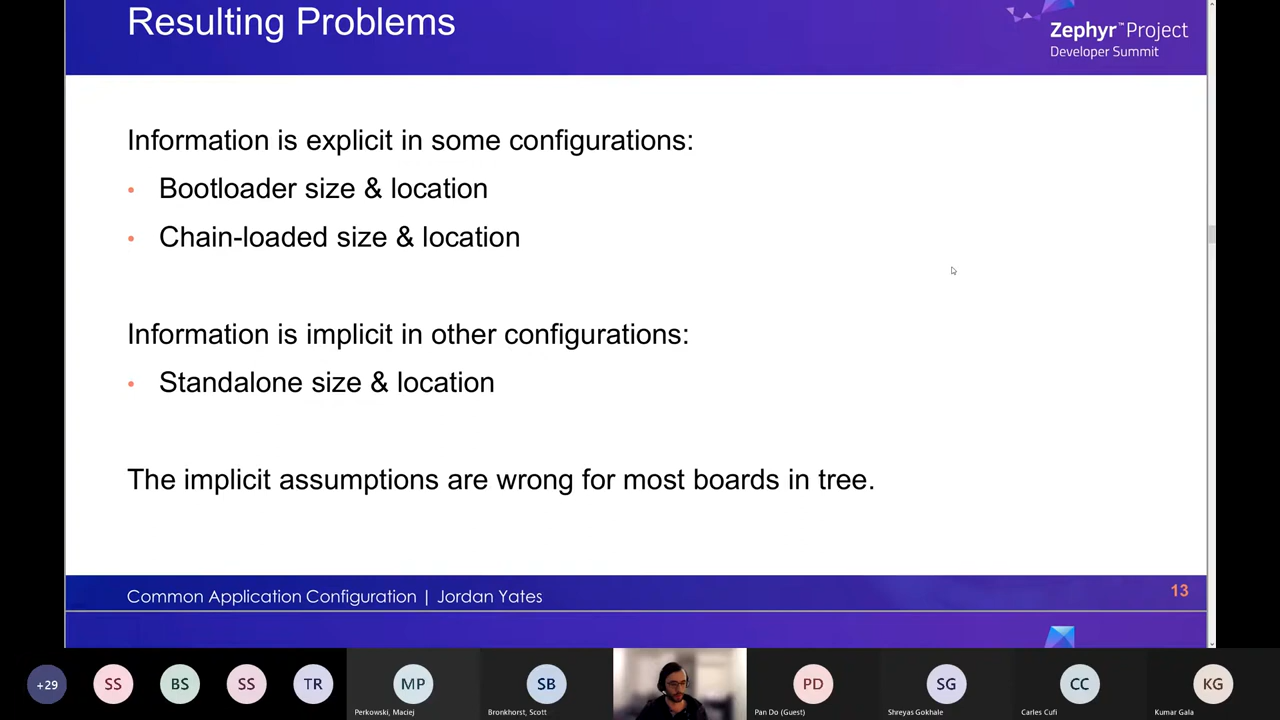 Resulting Problems
Zephyr™Project
Developer Summit
Information is explicit in some configurations:
• Bootloader size & location
• Chain-loaded size & location
Information is implicit in other configurations:
• Standalone size & location
The implicit assumptions are wrong for most boards in tree.
Common Application Configuration | Jordan Yates
13
+29
SS
BS
SS
TR
MP
SB
PD
SG
CC
KG
Perkowski, Maciej
Bronkhorst, Scott
Pan Do (Guest)
Shreyas Gokhale
Carles Cufi
Kumar Gala